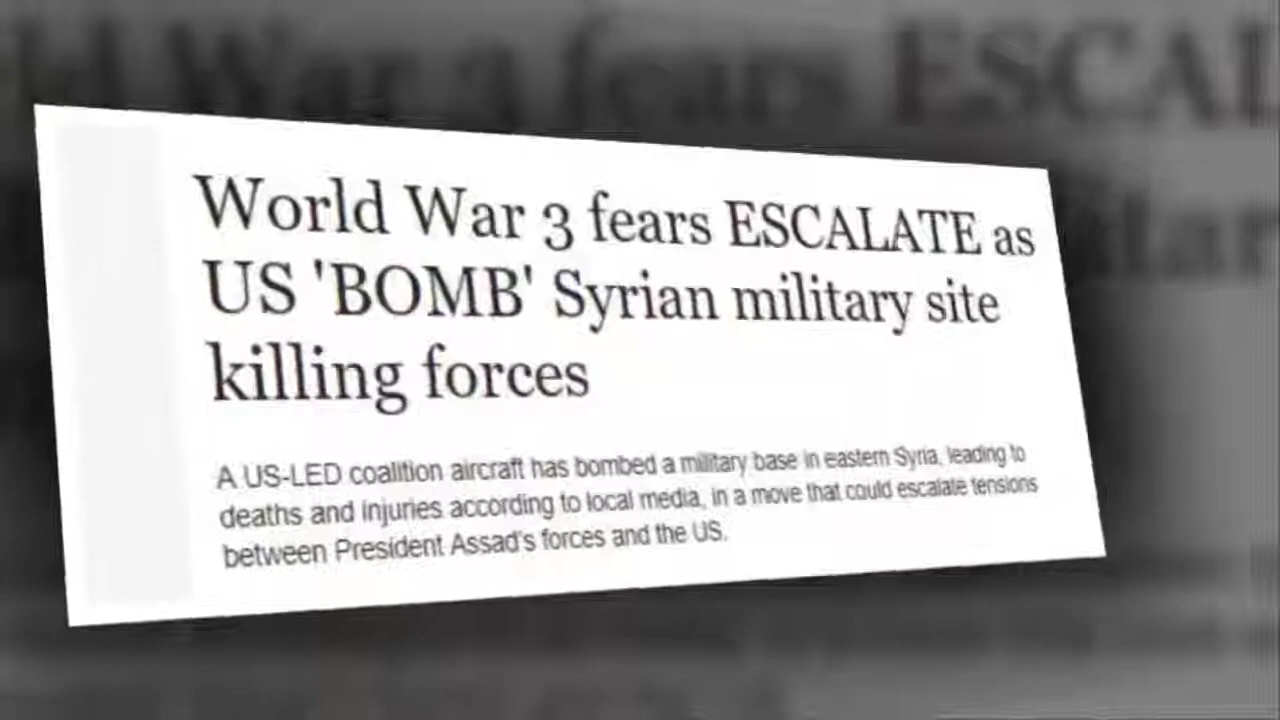 World War 3 fears ESCALATE as
US 'BOMB' Syrian military site
killing forces
A US-LED coalition aircraft has bombed a military base in eastern Syria, leading to
deaths and injuries according to local media, in a move that could escalate tensions
between President Assad's forces and the US.